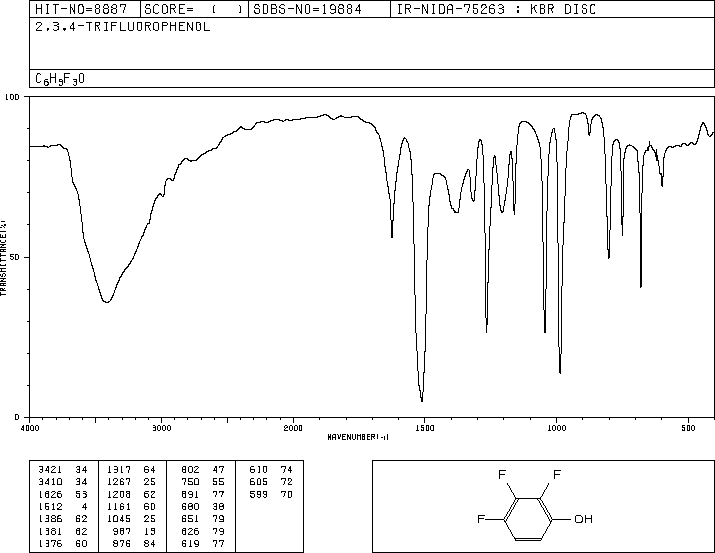 HIT-NO=8887 SCORE= ( ) SDBS-NO=19884 IR-NIDA-75263 : KBR DISC
2,3,4-TRIFLUOROPHENOL
C6H3F3O
100
50
0
TRANSMITTANCE(%)
4000 3000 2000 1500 1000 500
WAVENUMBER(-1)
3421 34 1317 64 802 47 610 74
3410 34 1267 25 750 55 605 72
1626 53 1208 62 691 77 599 70
1512 4 1161 60 680 38
1386 62 1045 25 651 79
1381 62 987 13 626 79
1376 60 876 84 619 77
F F
F OH